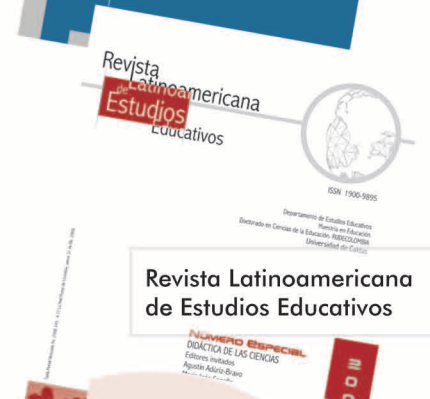 Revista
Latinoamericana
de
Estudios
Educativos
ISSN 1900-9895
Departamento de Estudios Educativos
Maestría en Educación
Doctorado en Ciencias de la Educación, RUDECOLOMBIA
Universidad de Caldas
Revista Latinoamericana
de Estudios Educativos
NÚMERO ESPECIAL
DIDÁCTICA DE LAS CIENCIAS
Editores invitados
Agustín Adúriz-Bravo